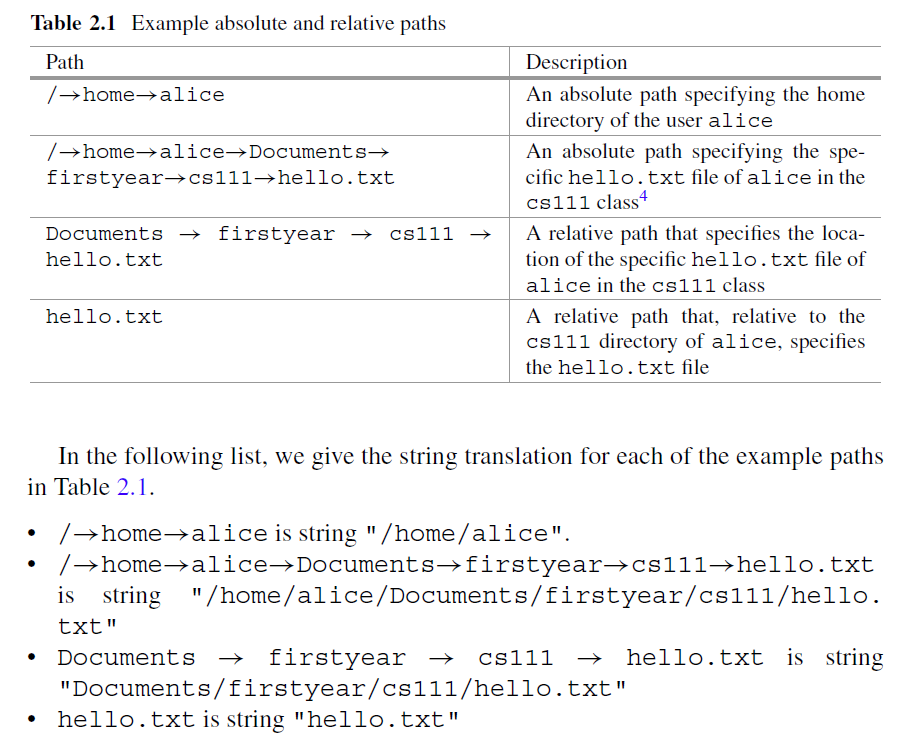 Table 2.1 Example absolute and relative paths
Path Description
/→home→alice An absolute path specifying the home
directory of the user alice
/→home→alice→Documents→ An absolute path specifying the spe-
firstyear→cs111→hello.txt cific hello.txt file of alice in the
cs111 class4
Documents → firstyear → cs111 → A relative path that specifies the loca-
hello.txt tion of the specific hello.txt file of
alice in the cs111 class
hello.txt A relative path that, relative to the
cs111 directory of alice, specifies
the hello.txt file
In the following list, we give the string translation for each of the example paths
in Table 2.1.
• /→home→alice is string "/home/alice".
• /→home→alice→Documents→firstyear→cs111→hello.txt
is string "/home/alice/Documents/firstyear/cs111/hello.
txt"
• Documents → firstyear → cs111 → hello.txt is string
"Documents/firstyear/cs111/hello.txt"
• hello.txt is string "hello.txt"